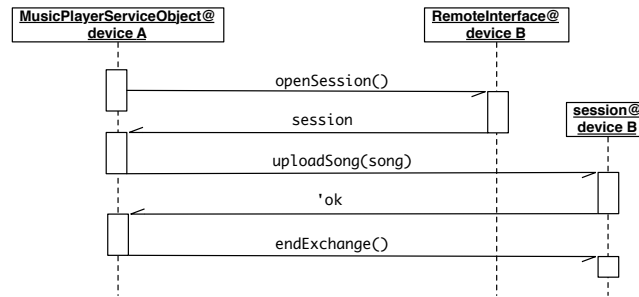 MusicPlayerServiceObject@
device A
RemoteInterface@
device B
openSession()
session
session@
device B
uploadSong(song)
'ok
endExchange()